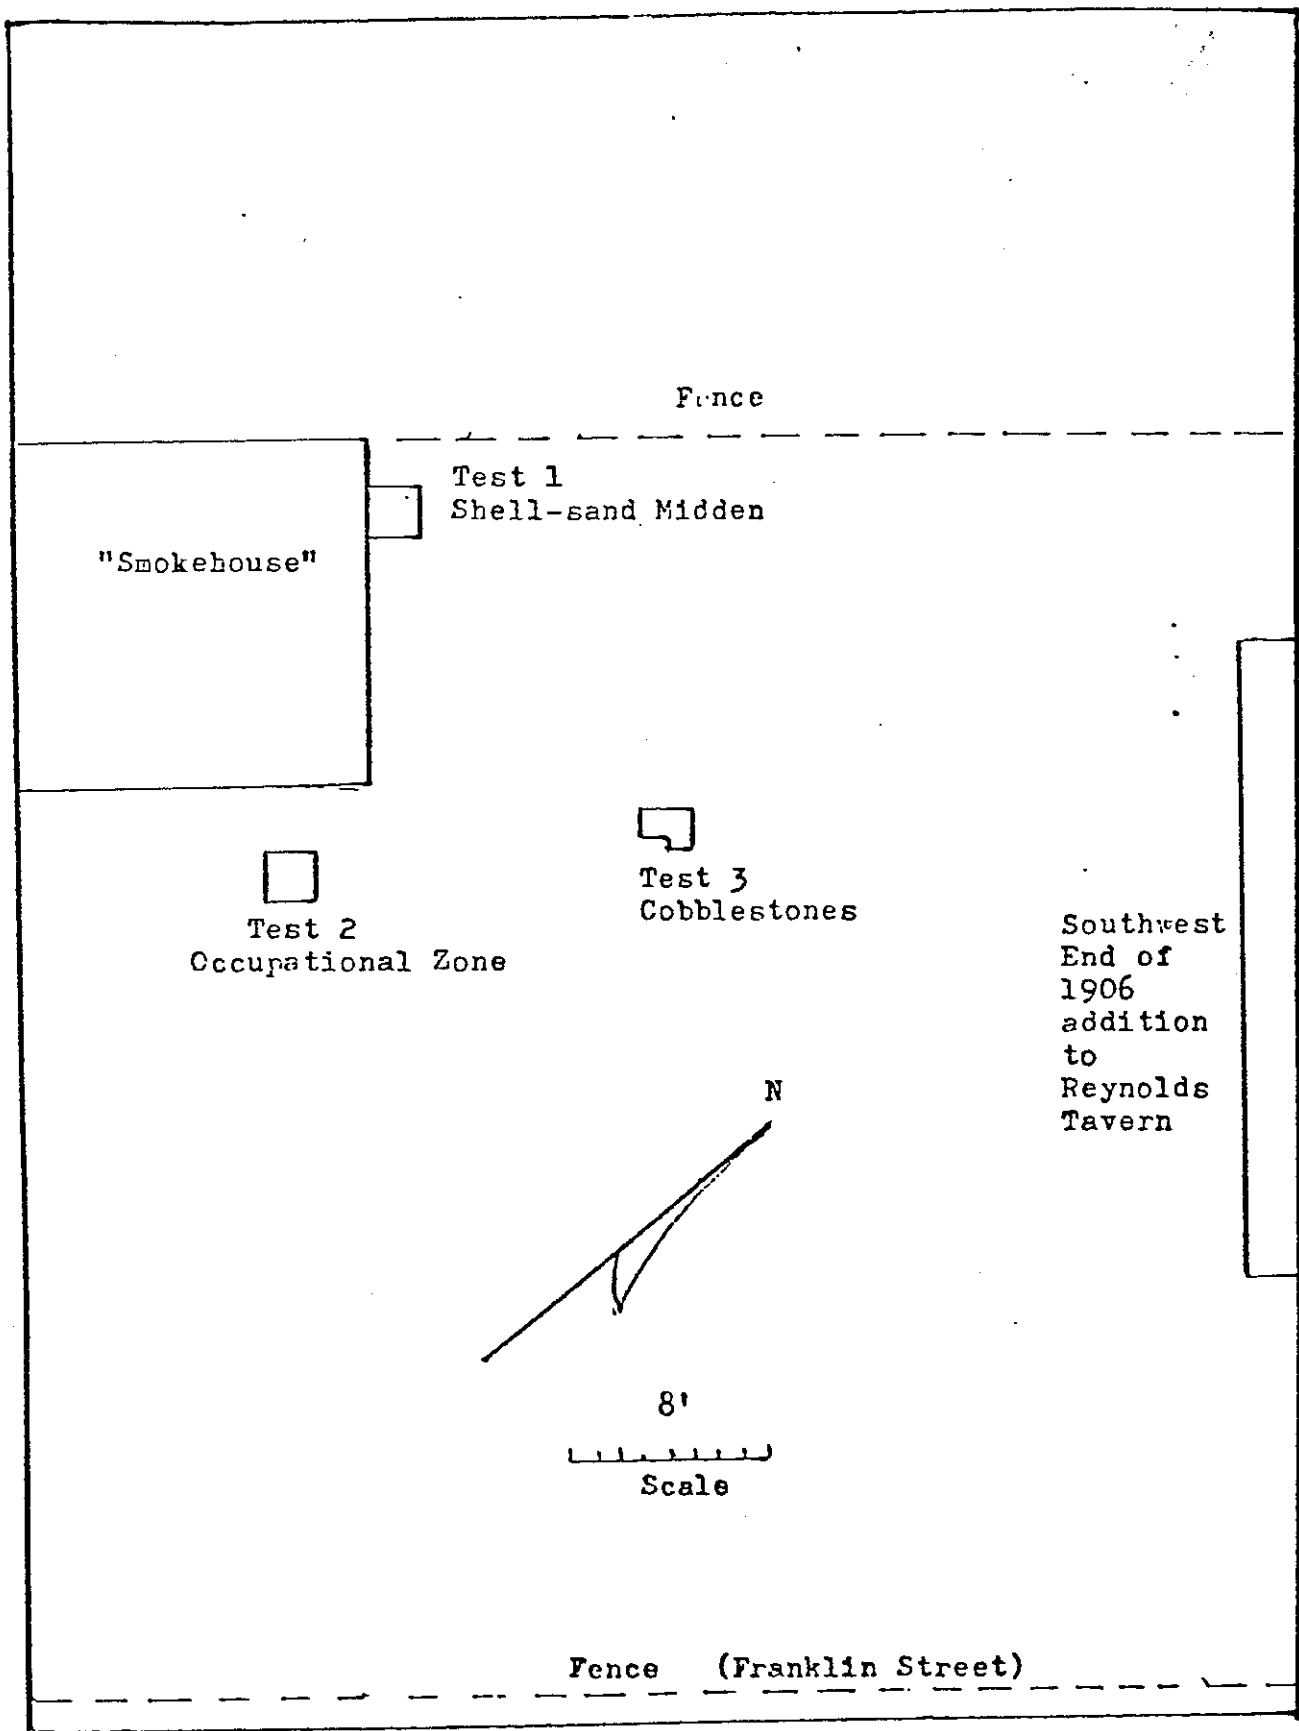 Fence
Test 1
Shell-sand Midden
"Smokehouse"
Test 3
Cobblestones
Test 2
Occupational Zone
Southwest
End of
1906
addition
to
Reynolds
Tavern
N
8'
Scale
Fence (Franklin Street)